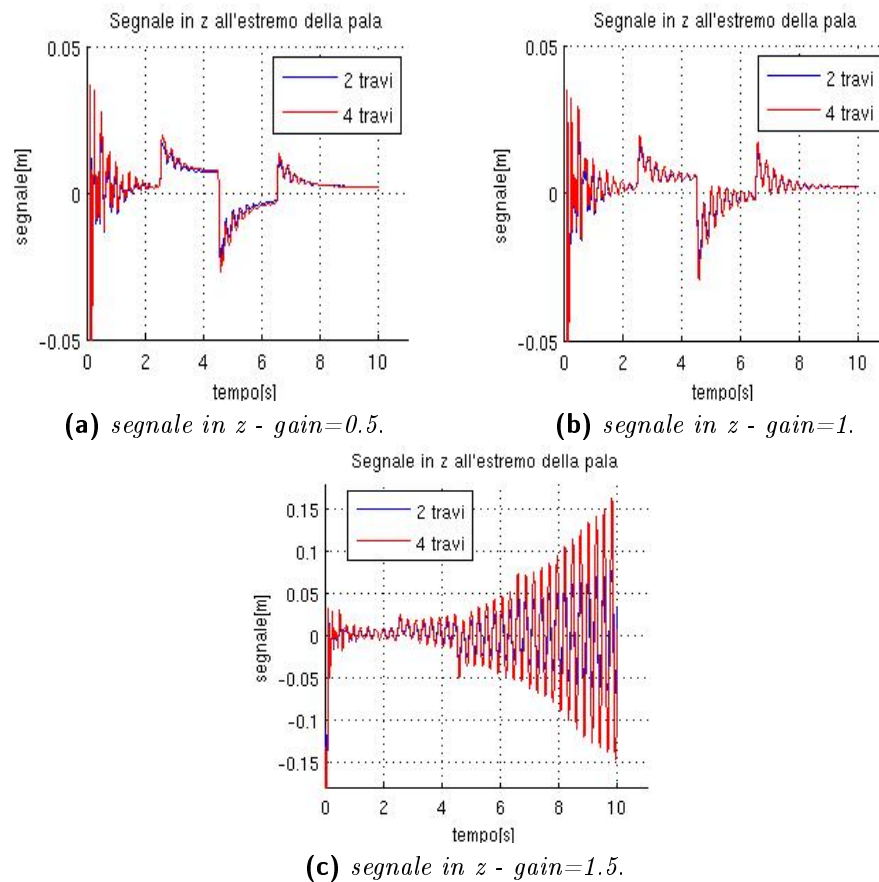 Segnale in z all'estremo della pala
0.05
0
-0.05
segnale[m]
2 travi
4 travi
0 2 4 6 8 10
tempo[s]
(a) segnale in z - gain=0.5.
Segnale in z all'estremo della pala
0.05
0
-0.05
segnale[m]
2 travi
4 travi
0 2 4 6 8 10
tempo[s]
(b) segnale in z - gain=1.
Segnale in z all'estremo della pala
0.15
0.1
0.05
0
-0.05
-0.1
-0.15
segnale[m]
2 travi
4 travi
0 2 4 6 8 10
tempo[s]
(c) segnale in z - gain=1.5.